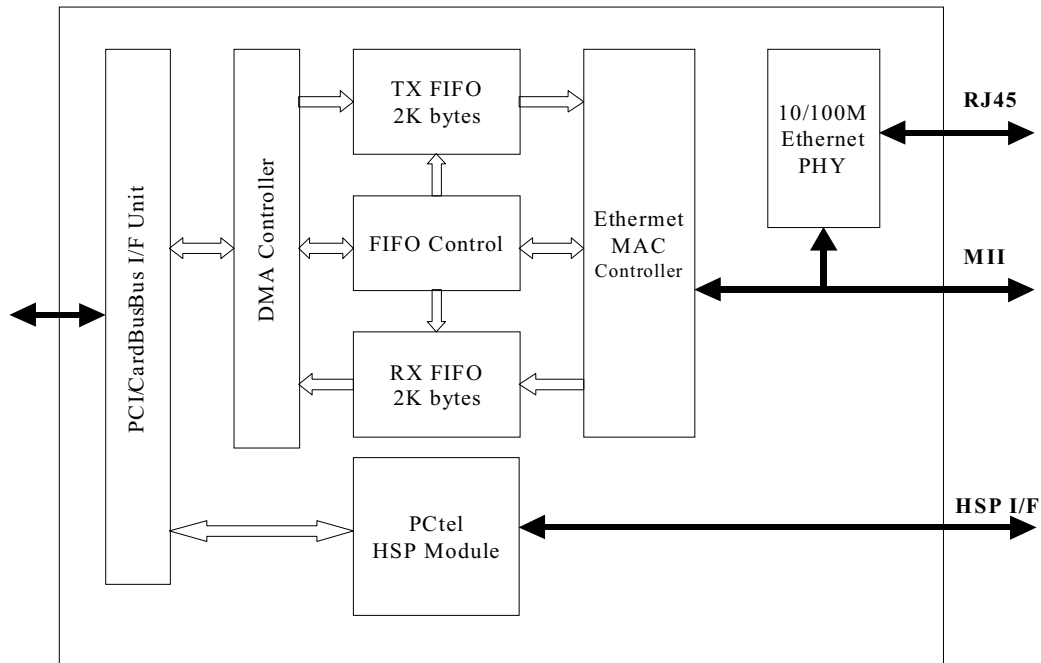 PCI/CardBusBus I/F Unit
DMA Controller
TX FIFO
2K bytes
FIFO Control
RX FIFO
2K bytes
Ethermet
MAC
Controller
10/100M
Ethernet
PHY
RJ45
MII
PCtel
HSP Module
HSP I/F